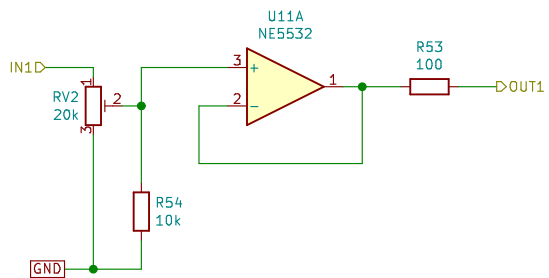 U11A
NE5532
R53
100
IN1
1
RV2
20k
2
3
3
+
2
-
1
OUT1
R54
10k
GND